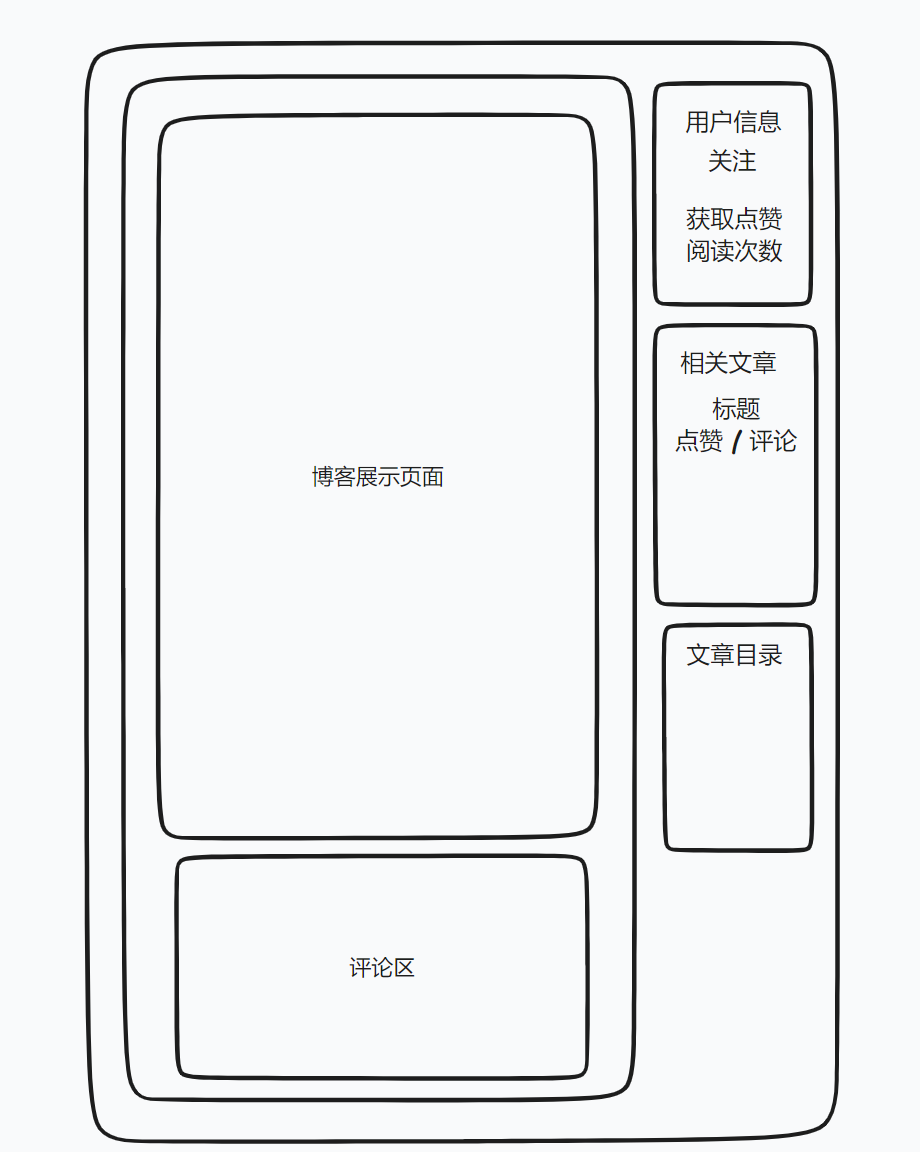 博客展示页面
评论区
用户信息
关注
获取点赞
阅读次数
相关文章
标题
点赞 / 评论
文章目录